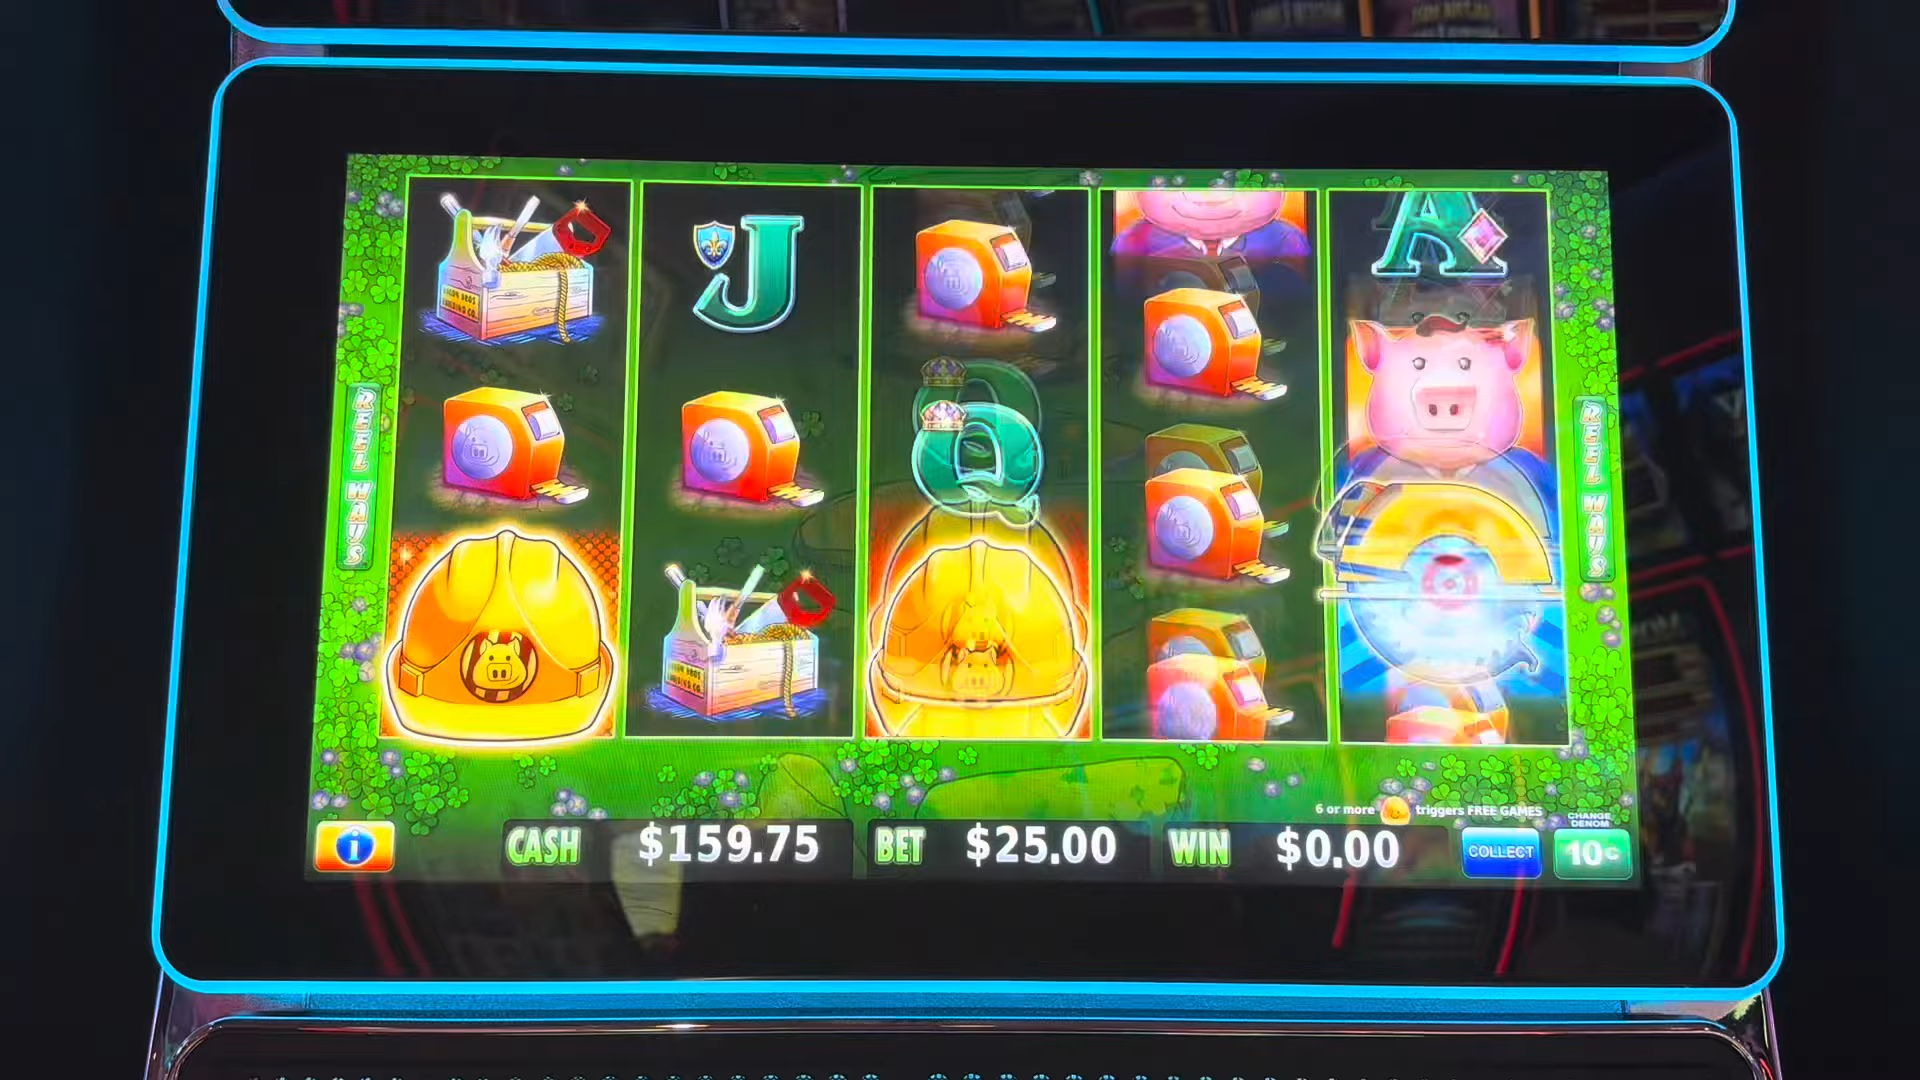 J
A
Q
REEL WAYS
REEL WAYS
6 or more triggers FREE GAMES
CASH $159.75 BET $25.00 WIN $0.00
COLLECT
CHANGE
DENOM
10¢